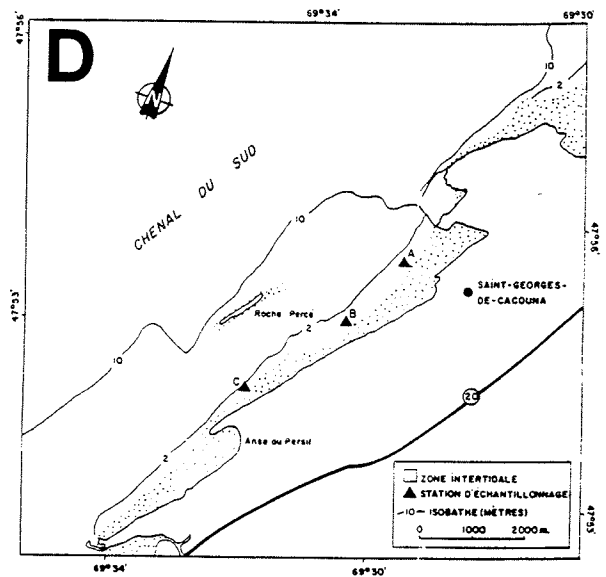 69°34
69°30
47°56'
D
10
2
N
CHENAL DU SUD
10
47°56
A
SAINT-GEORGES-
DE-CACOUNA
47°53
Roche Percé
2
B
10
C
20
Anse au Persil
2
ZONE INTERTIDALE
STATION D'ÉCHANTILLONNAGE
10 ISOBATHE (MÈTRES)
0 1000 2000 m.
47°53
69°34
69°30